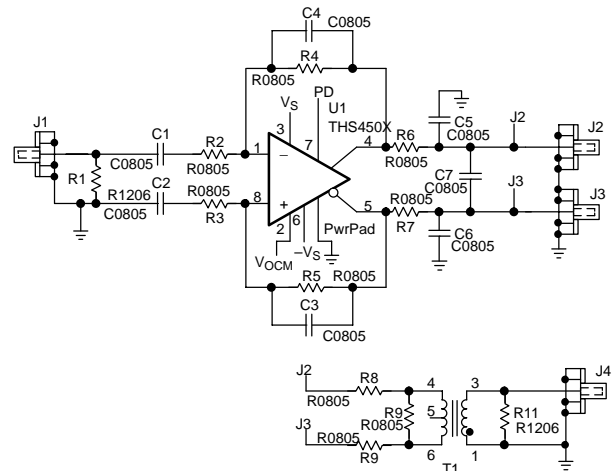 C4
C0805
R4
R0805
PD
VS
U1
THS450X
3
7
4
1
8
5
2
6
−
+
J1
C1
C0805
R2
R0805
R1
R1206
C2
C0805
R0805
R3
R6
R0805
C5
C0805
J2
J2
C7
C0805
J3
J3
R0805
R7
C6
C0805
PwrPad
VOCM
−VS
R5
R0805
C3
C0805
J2
R8
R0805
4
3
J4
R9
R0805
5
R11
R1206
J3
R0805
R9
6
1
T1